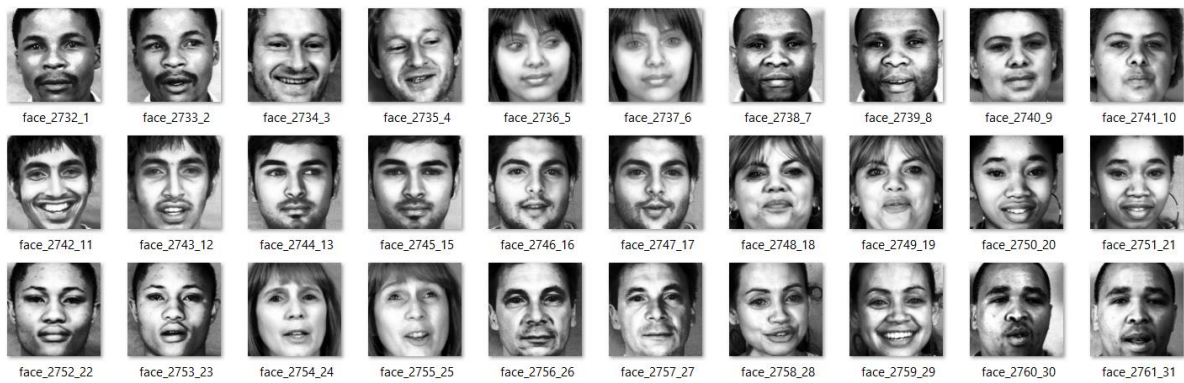 face_2732_1 face_2733_2 face_2734_3 face_2735_4 face_2736_5 face_2737_6 face_2738_7 face_2739_8 face_2740_9 face_2741_10
face_2742_11 face_2743_12 face_2744_13 face_2745_15 face_2746_16 face_2747_17 face_2748_18 face_2749_19 face_2750_20 face_2751_21
face_2752_22 face_2753_23 face_2754_24 face_2755_25 face_2756_26 face_2757_27 face_2758_28 face_2759_29 face_2760_30 face_2761_31